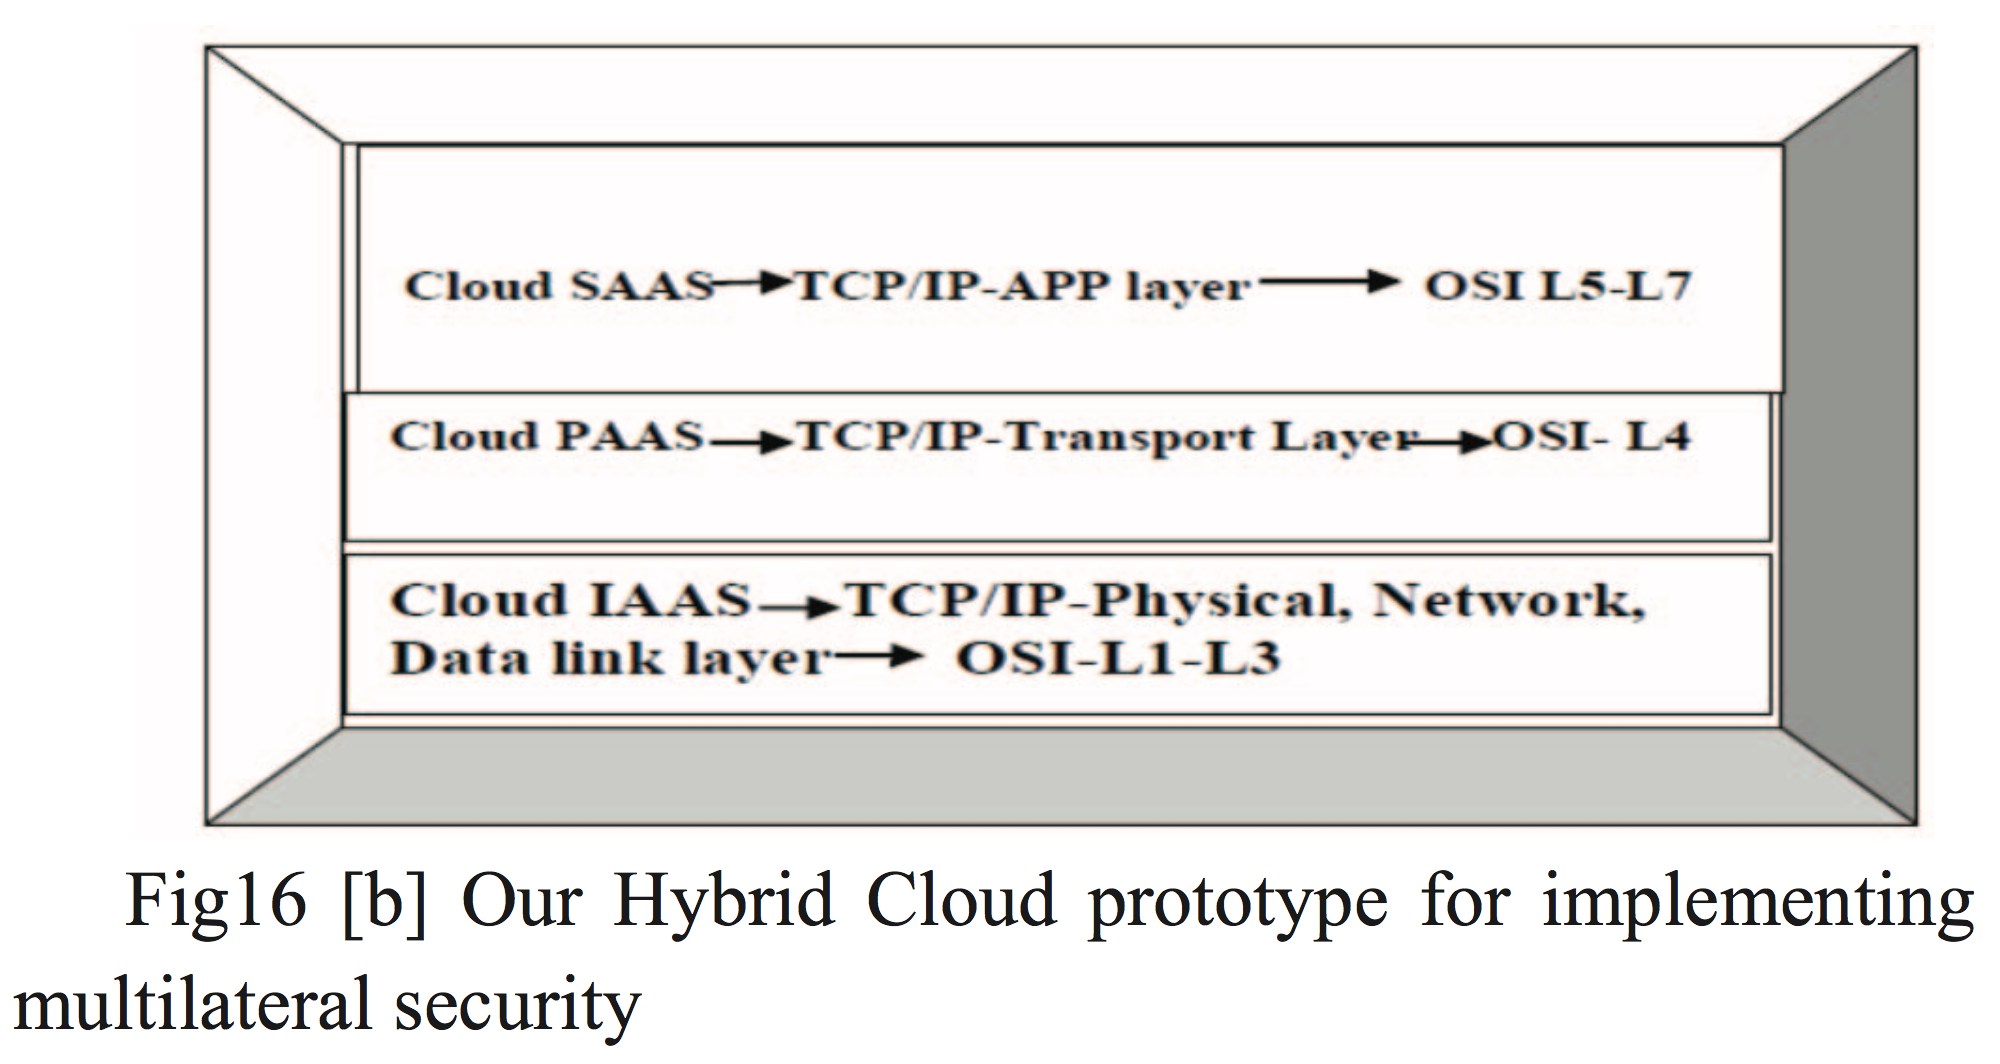 Cloud SAAS→TCP/IP-APP layer→ OSI L5-L7
Cloud PAAS→TCP/IP-Transport Layer→OSI- L4
Cloud IAAS→TCP/IP-Physical, Network,
Data link layer→ OSI-L1-L3
Fig16 [b] Our Hybrid Cloud prototype for implementing
multilateral security